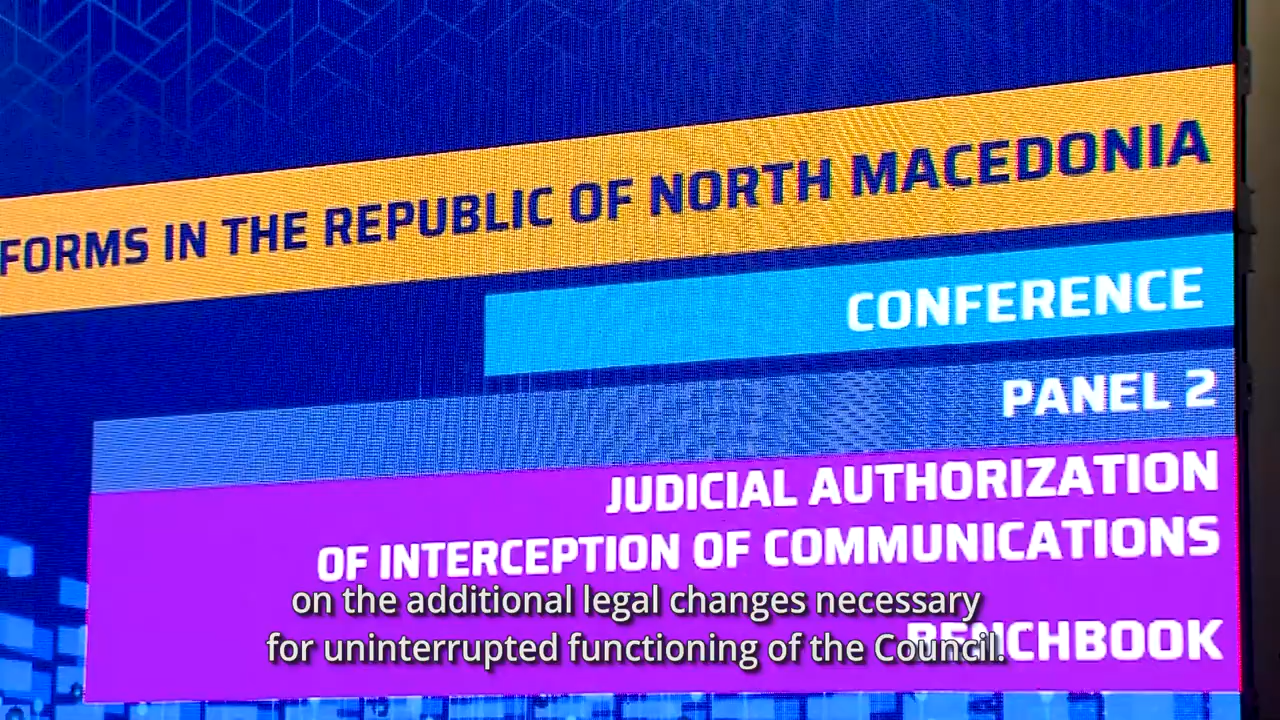 FORMS IN THE REPUBLIC OF NORTH MACEDONIA
CONFERENCE
PANEL 2
JUDICIAL AUTHORIZATION
OF INTERCEPTION OF COMMUNICATIONS
BENCHBOOK
on the additional legal changes necessary
for uninterrupted functioning of the Council.